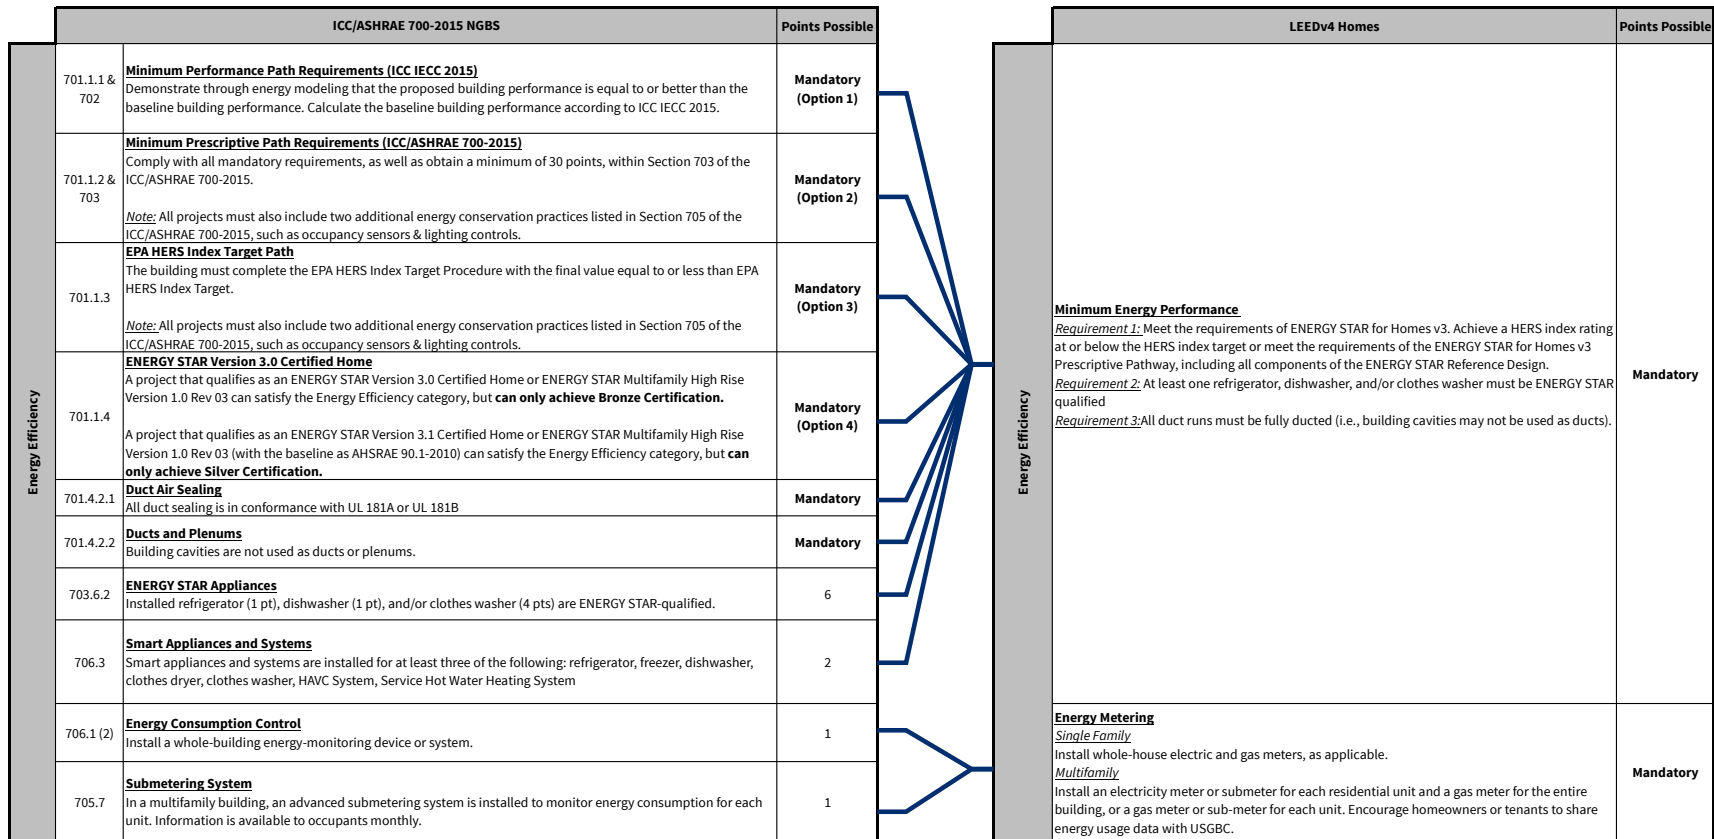 ICC/ASHRAE 700-2015 NGBS
Points Possible
Energy Efficiency
701.1.1 &
702
Minimum Performance Path Requirements (ICC IECC 2015)
Demonstrate through energy modeling that the proposed building performance is equal to or better than the
baseline building performance. Calculate the baseline building performance according to ICC IECC 2015.
Mandatory
(Option 1)
701.1.2 &
703
Minimum Prescriptive Path Requirements (ICC/ASHRAE 700-2015)
Comply with all mandatory requirements, as well as obtain a minimum of 30 points, within Section 703 of the
ICC/ASHRAE 700-2015.
Note: All projects must also include two additional energy conservation practices listed in Section 705 of the
ICC/ASHRAE 700-2015, such as occupancy sensors & lighting controls.
Mandatory
(Option 2)
701.1.3
EPA HERS Index Target Path
The building must complete the EPA HERS Index Target Procedure with the final value equal to or less than EPA
HERS Index Target.
Note: All projects must also include two additional energy conservation practices listed in Section 705 of the
ICC/ASHRAE 700-2015, such as occupancy sensors & lighting controls.
Mandatory
(Option 3)
701.1.4
ENERGY STAR Version 3.0 Certified Home
A project that qualifies as an ENERGY STAR Version 3.0 Certified Home or ENERGY STAR Multifamily High Rise
Version 1.0 Rev 03 can satisfy the Energy Efficiency category, but can only achieve Bronze Certification.
A project that qualifies as an ENERGY STAR Version 3.1 Certified Home or ENERGY STAR Multifamily High Rise
Version 1.0 Rev 03 (with the baseline as AHSRAE 90.1-2010) can satisfy the Energy Efficiency category, but can
only achieve Silver Certification.
Mandatory
(Option 4)
701.4.2.1
Duct Air Sealing
All duct sealing is in conformance with UL 181A or UL 181B
Mandatory
701.4.2.2
Ducts and Plenums
Building cavities are not used as ducts or plenums.
Mandatory
703.6.2
ENERGY STAR Appliances
Installed refrigerator (1 pt), dishwasher (1 pt), and/or clothes washer (4 pts) are ENERGY STAR-qualified.
6
706.3
Smart Appliances and Systems
Smart appliances and systems are installed for at least three of the following: refrigerator, freezer, dishwasher,
clothes dryer, clothes washer, HAVC System, Service Hot Water Heating System
2
706.1 (2)
Energy Consumption Control
Install a whole-building energy-monitoring device or system.
1
705.7
Submetering System
In a multifamily building, an advanced submetering system is installed to monitor energy consumption for each
unit. Information is available to occupants monthly.
1
LEEDv4 Homes
Points Possible
Energy Efficiency
Minimum Energy Performance
Requirement 1: Meet the requirements of ENERGY STAR for Homes v3. Achieve a HERS index rating
at or below the HERS index target or meet the requirements of the ENERGY STAR for Homes v3
Prescriptive Pathway, including all components of the ENERGY STAR Reference Design.
Requirement 2: At least one refrigerator, dishwasher, and/or clothes washer must be ENERGY STAR
qualified
Requirement 3:All duct runs must be fully ducted (i.e., building cavities may not be used as ducts).
Mandatory
Energy Metering
Single Family
Install whole-house electric and gas meters, as applicable.
Multifamily
Install an electricity meter or submeter for each residential unit and a gas meter for the entire
building, or a gas meter or sub-meter for each unit. Encourage homeowners or tenants to share
energy usage data with USGBC.
Mandatory